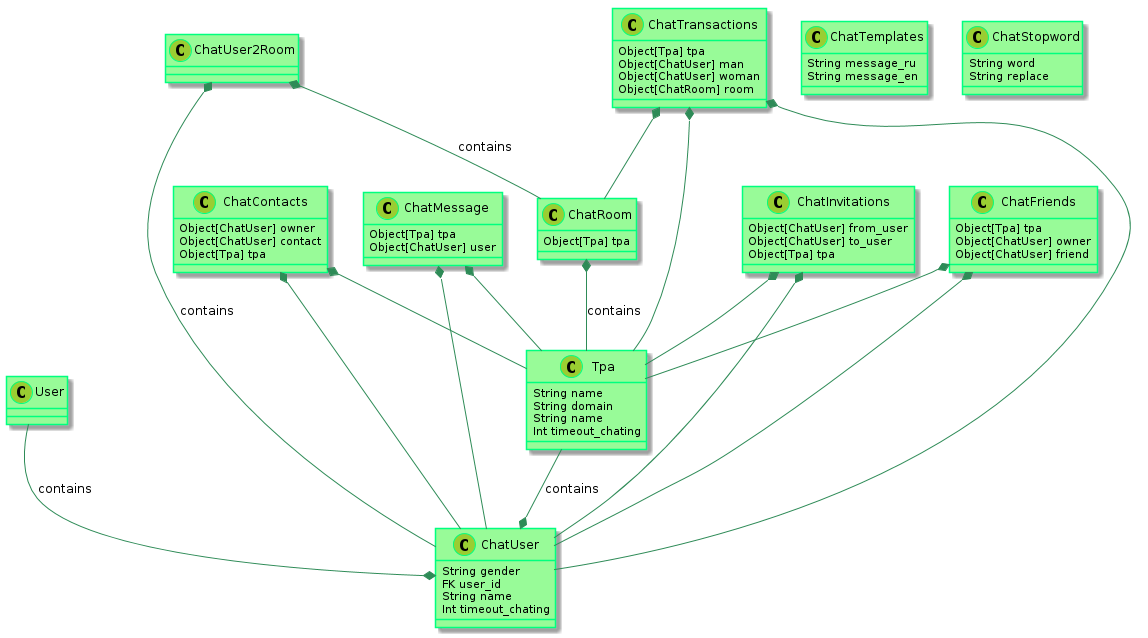 C ChatUser2Room
C ChatTransactions
Object[Tpa] tpa
Object[ChatUser] man
Object[ChatUser] woman
Object[ChatRoom] room
C ChatTemplates
String message_ru
String message_en
C ChatStopword
String word
String replace
contains
C ChatContacts
Object[ChatUser] owner
Object[ChatUser] contact
Object[Tpa] tpa
C ChatMessage
Object[Tpa] tpa
Object[ChatUser] user
C ChatRoom
Object[Tpa] tpa
C ChatInvitations
Object[ChatUser] from_user
Object[ChatUser] to_user
Object[Tpa] tpa
C ChatFriends
Object[Tpa] tpa
Object[ChatUser] owner
Object[ChatUser] friend
contains
contains
C User
C Tpa
String name
String domain
String name
Int timeout_chating
contains
contains
C ChatUser
String gender
FK user_id
String name
Int timeout_chating